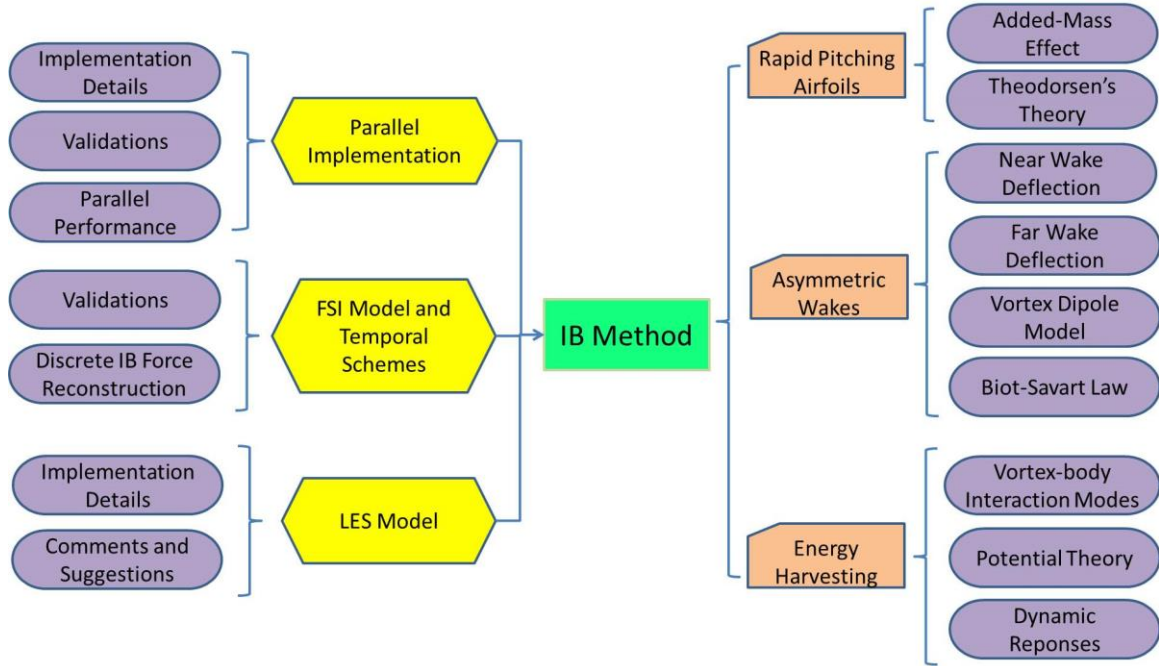 Implementation
Details
Validations
Parallel
Performance
Parallel
Implementation
Validations
Discrete IB Force
Reconstruction
FSI Model and
Temporal
Schemes
Implementation
Details
Comments and
Suggestions
LES Model
IB Method
Rapid Pitching
Airfoils
Added-Mass
Effect
Theodorsen’s
Theory
Asymmetric
Wakes
Near Wake
Deflection
Far Wake
Deflection
Vortex Dipole
Model
Biot-Savart Law
Energy
Harvesting
Vortex-body
Interaction Modes
Potential Theory
Dynamic
Reponses